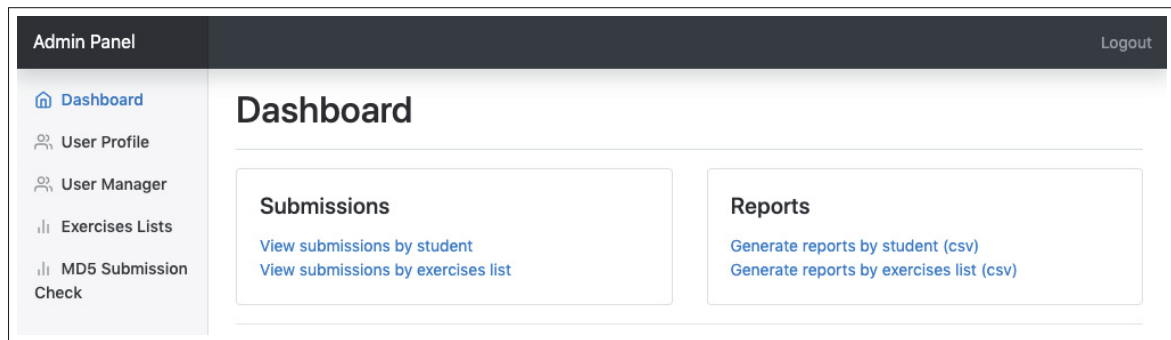 Admin Panel
Logout
Dashboard
User Profile
User Manager
Exercises Lists
MD5 Submission
Check
Dashboard
Submissions
View submissions by student
View submissions by exercises list
Reports
Generate reports by student (csv)
Generate reports by exercises list (csv)